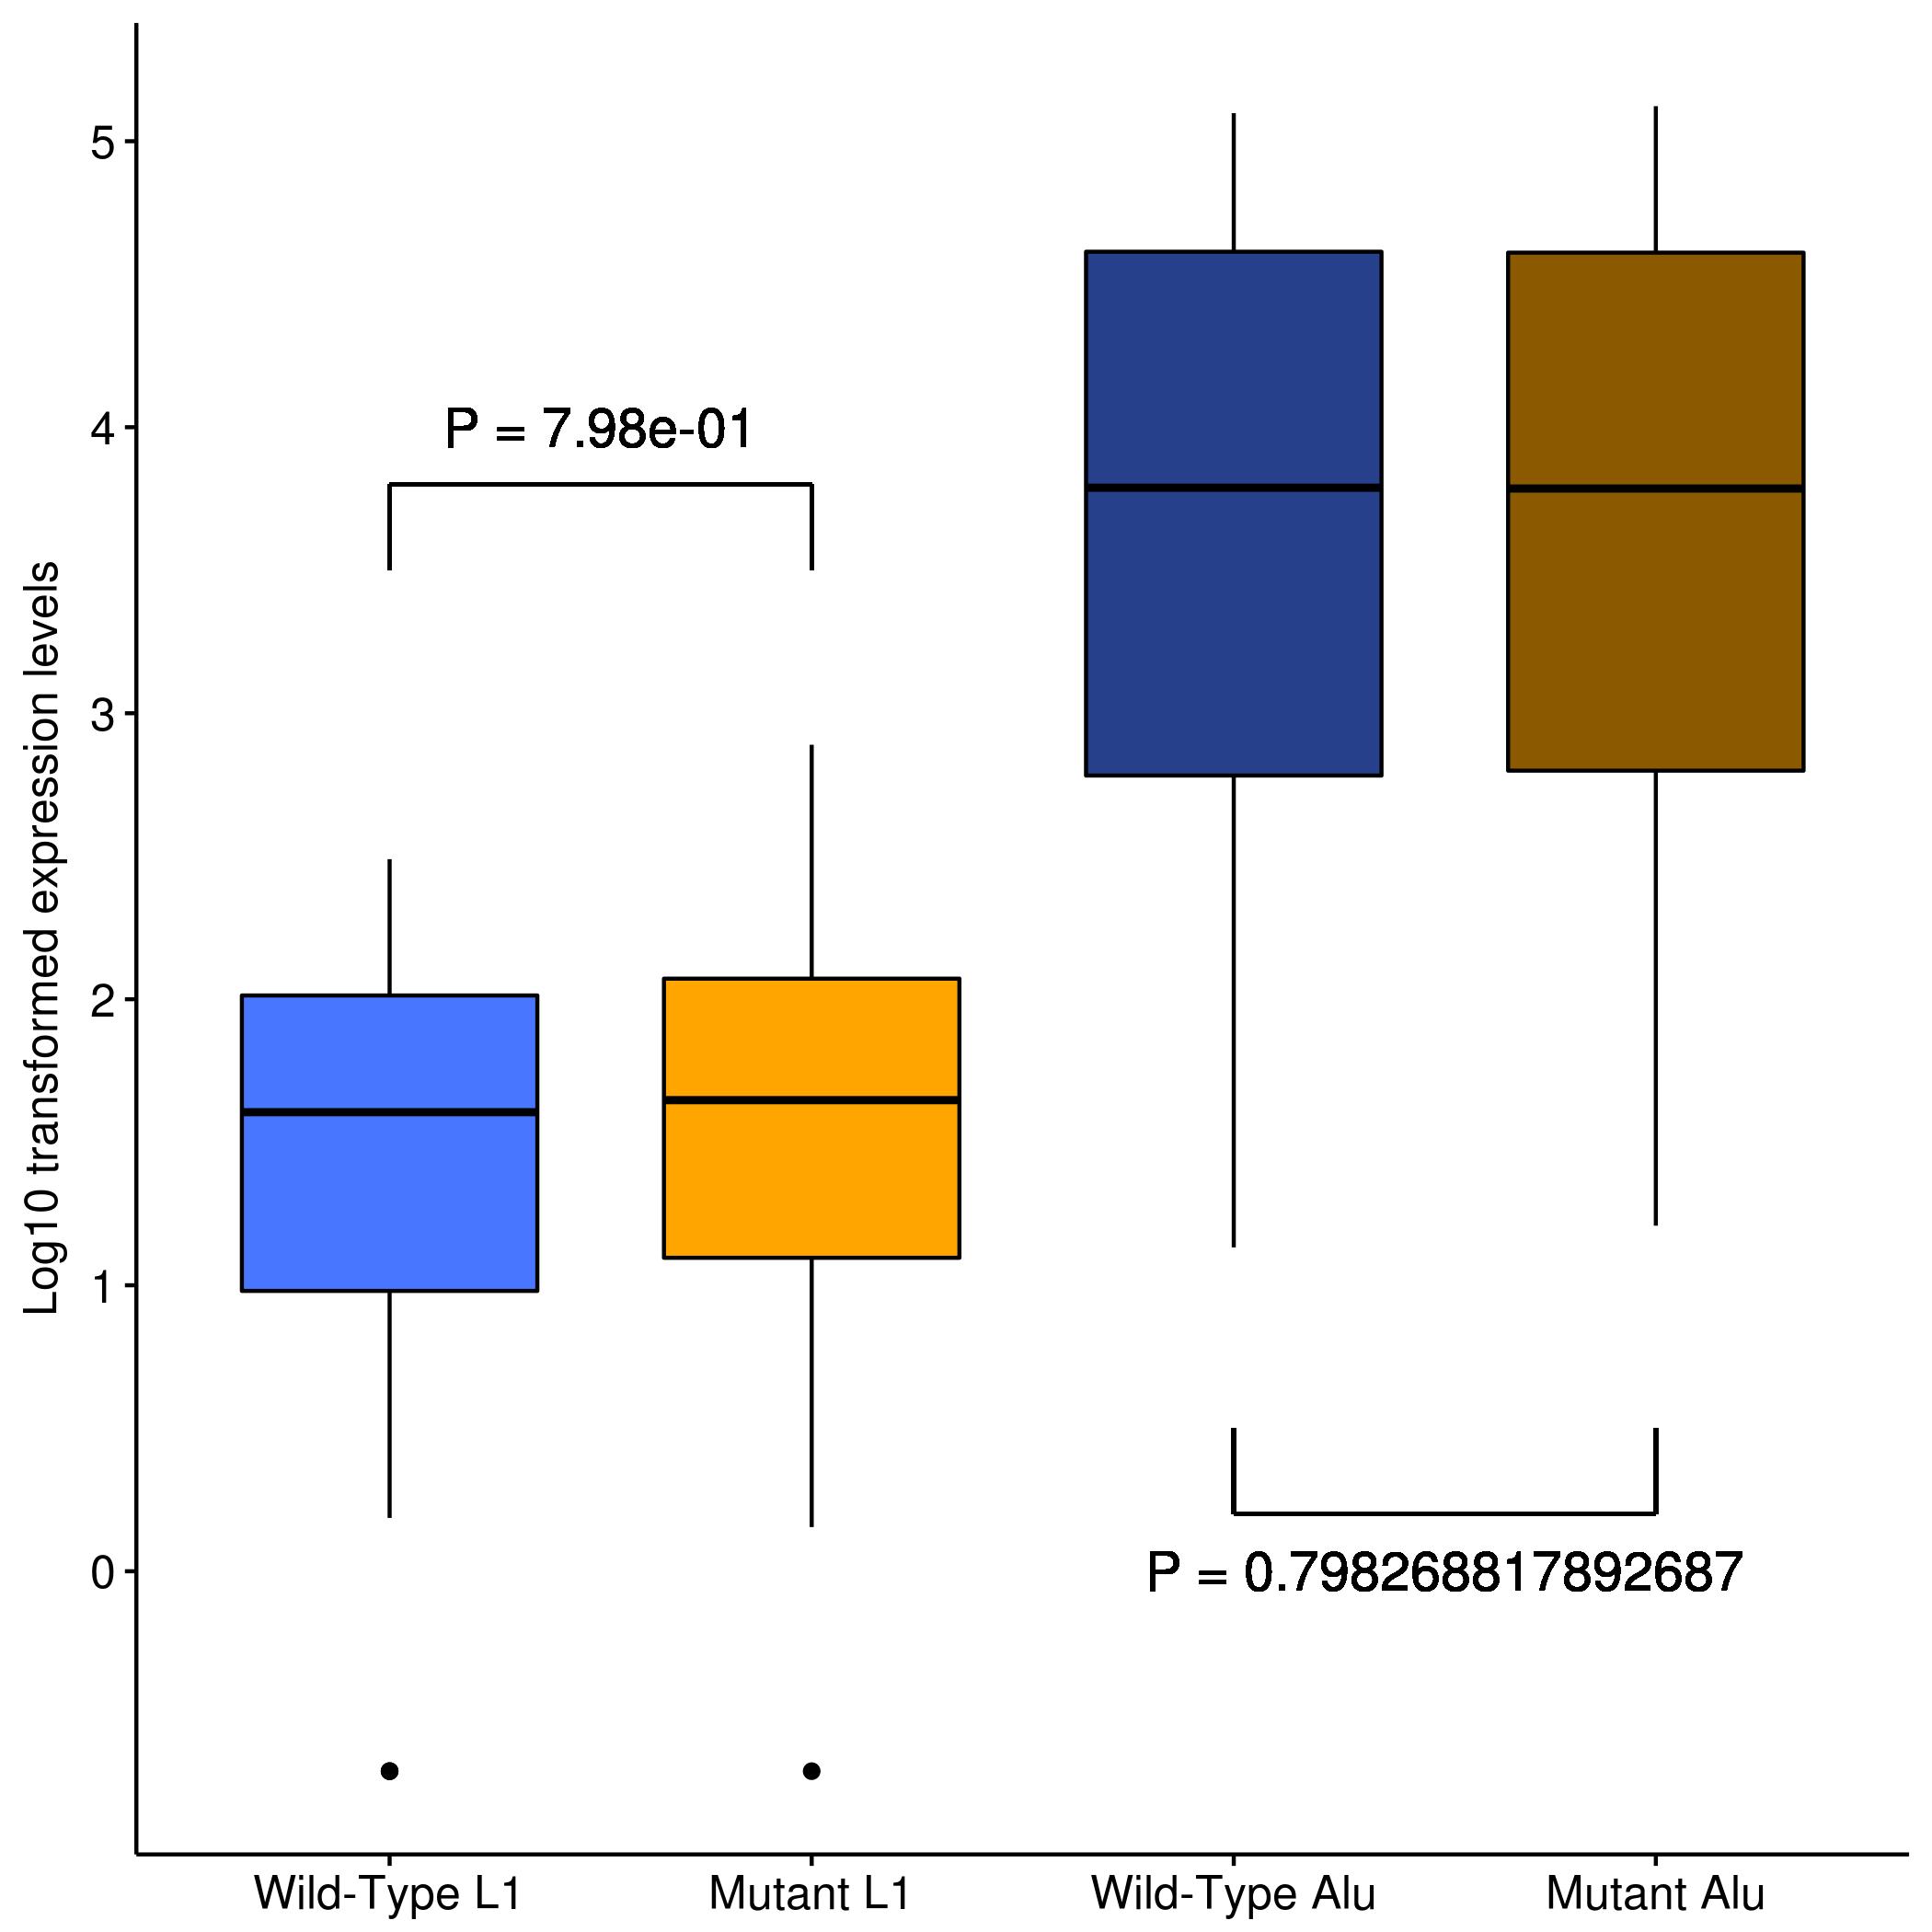 Log10 transformed expression levels
5
4
3
2
1
0
P = 7.98e-01
P = 0.798268817892687
Wild-Type L1
Mutant L1
Wild-Type Alu
Mutant Alu